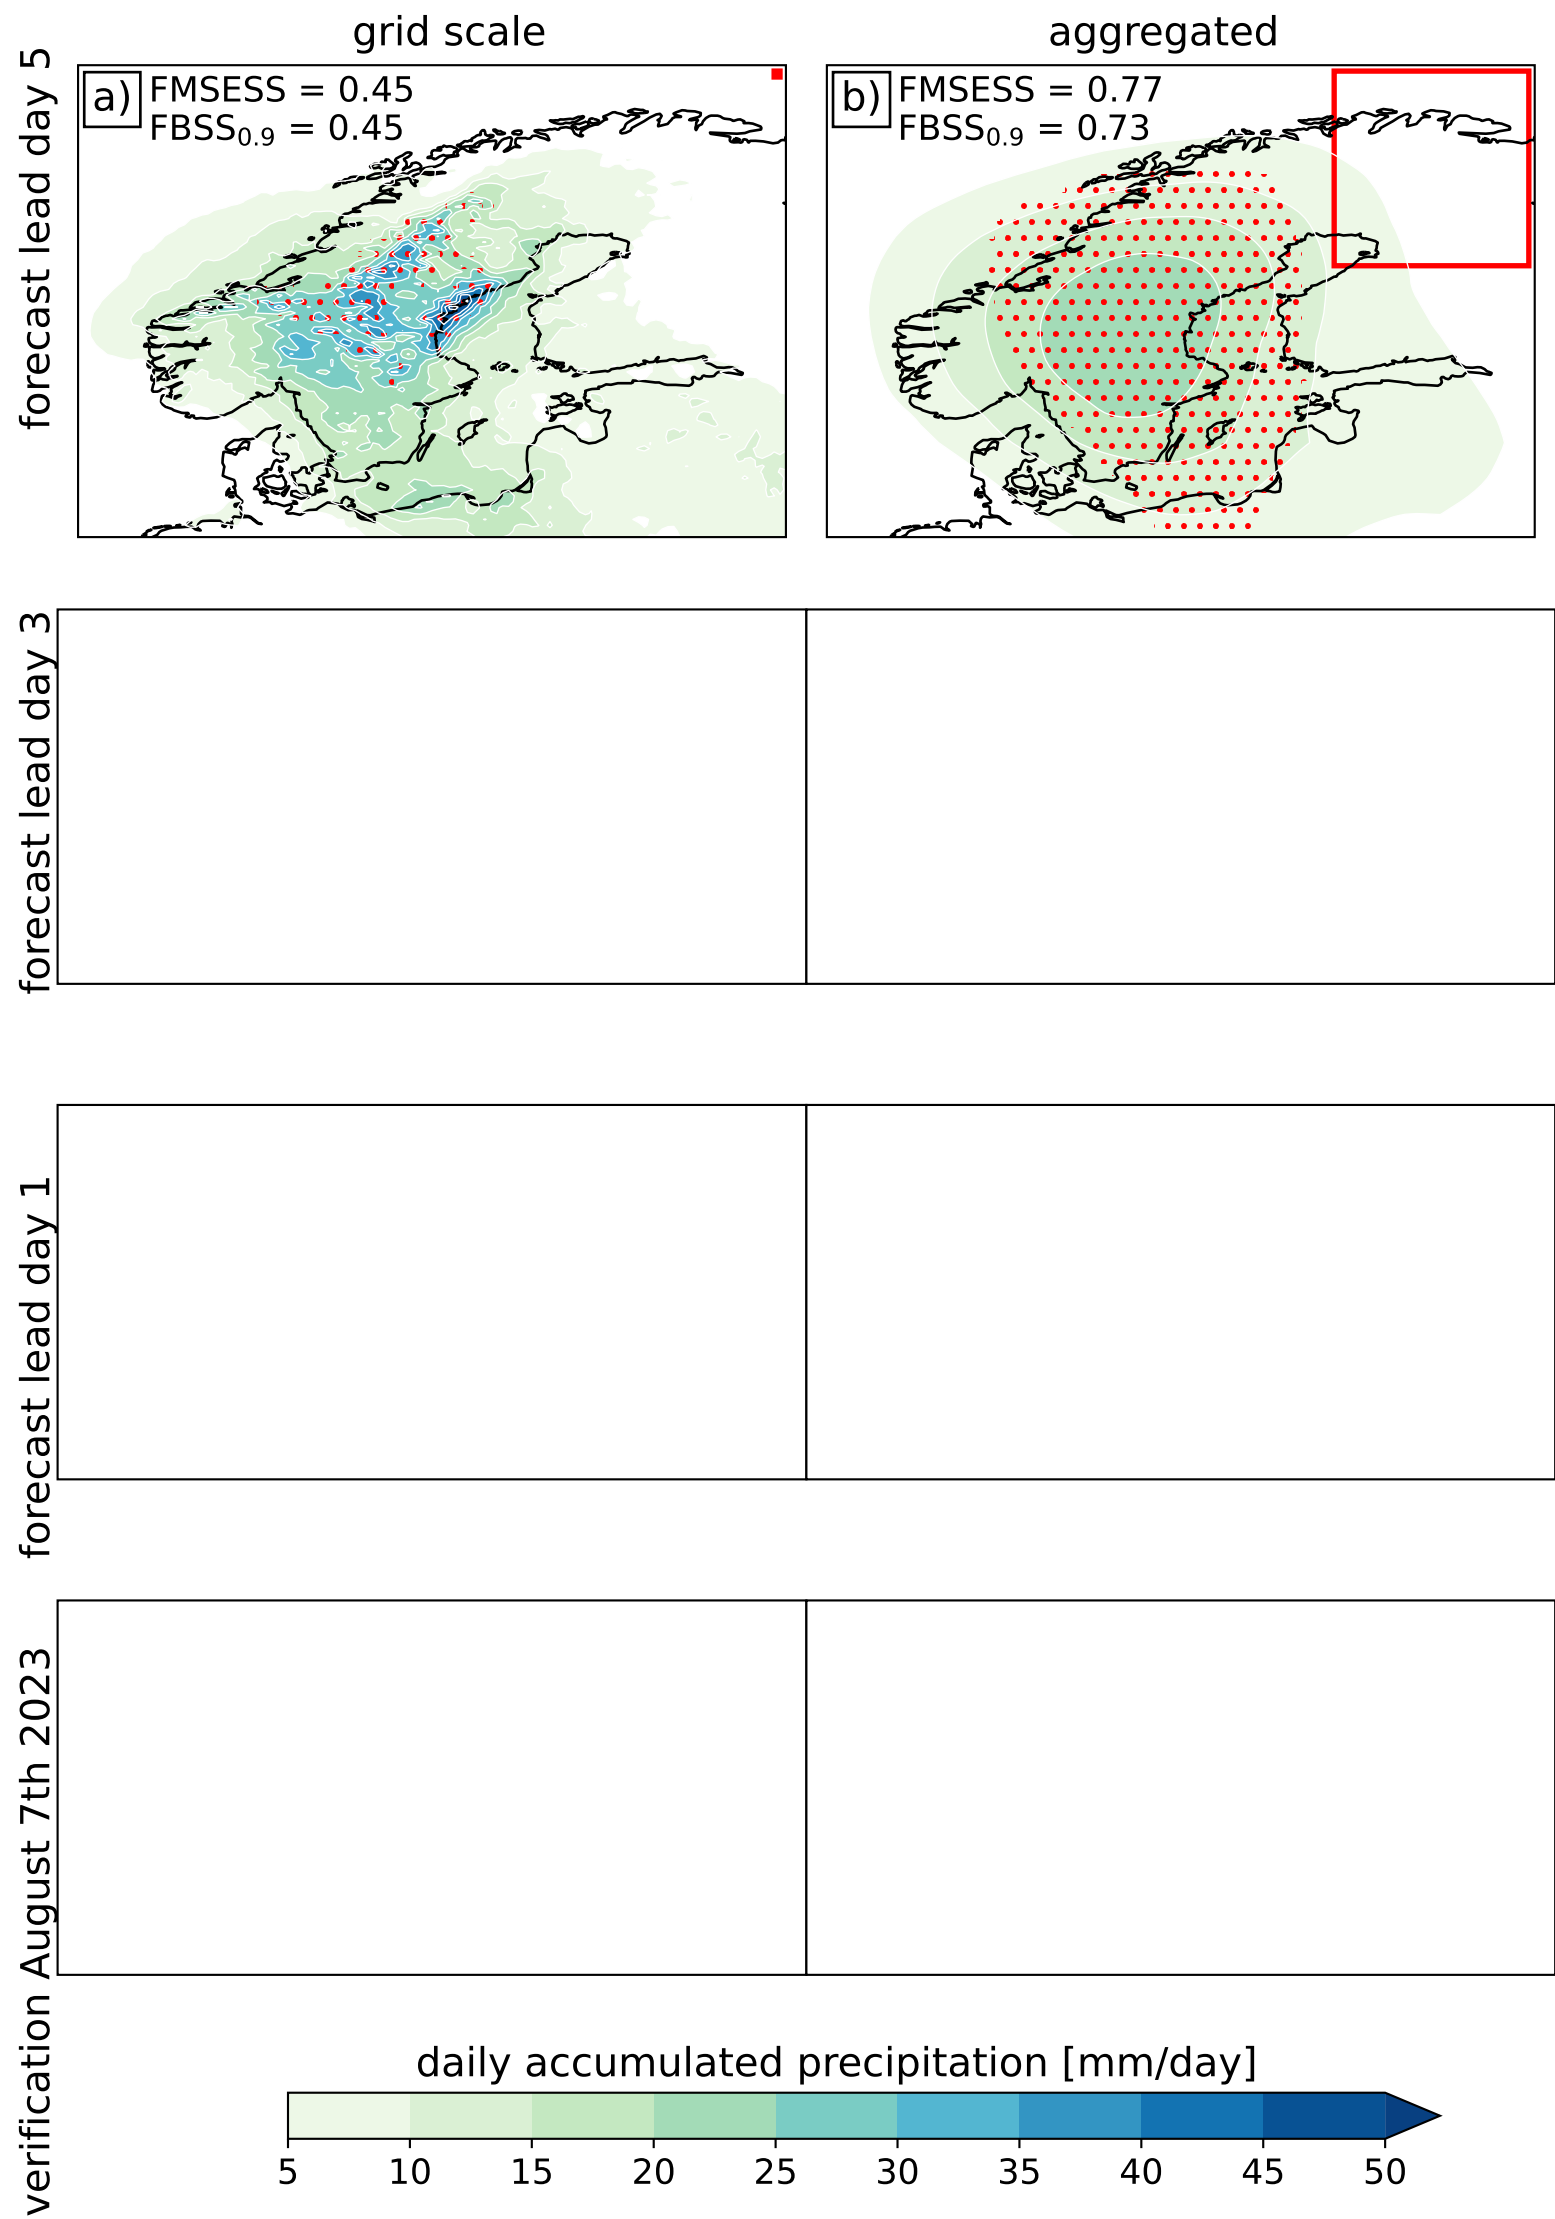 grid scale
aggregated
forecast lead day 5
a) FMSESS = 0.45
FBSS0.9 = 0.45
b) FMSESS = 0.77
FBSS0.9 = 0.73
forecast lead day 3
forecast lead day 1
verification August 7th 2023
daily accumulated precipitation [mm/day]
5 10 15 20 25 30 35 40 45 50